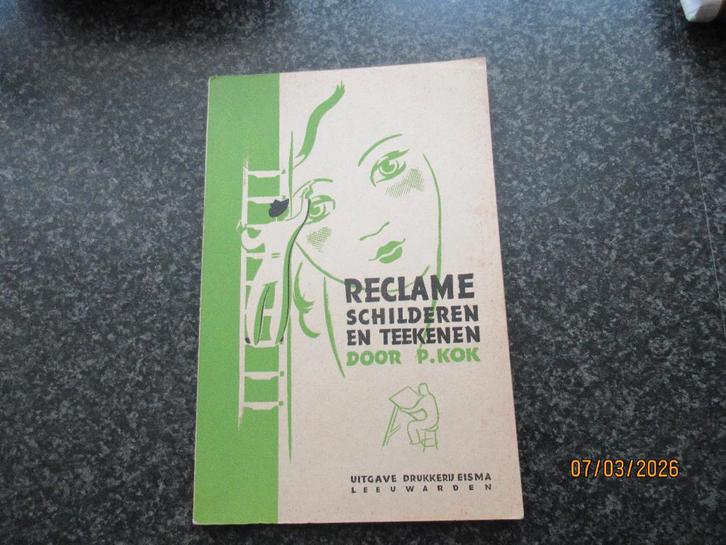 RECLAME
SCHILDEREN
EN TEEKENEN
DOOR P. KOK
UITGAVE DRUKKERIJ EISMA
LEEUWARDEN
07/03/2026